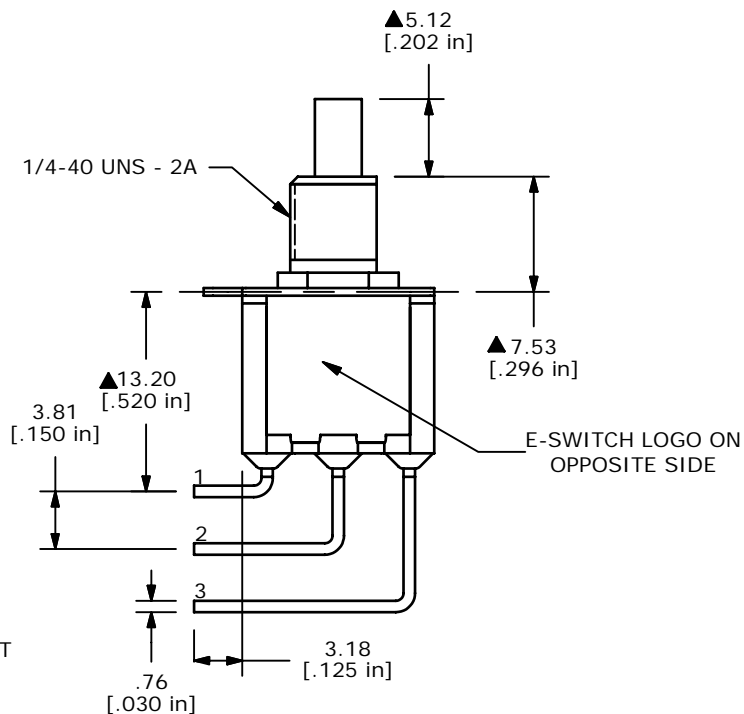 ▲5.12
[.202 in]
1/4-40 UNS - 2A
▲7.53
[.296 in]
▲13.20
[.520 in]
3.81
[.150 in]
E-SWITCH LOGO ON
OPPOSITE SIDE
1
2
3
T
3.18
[.125 in]
.76
[.030 in]